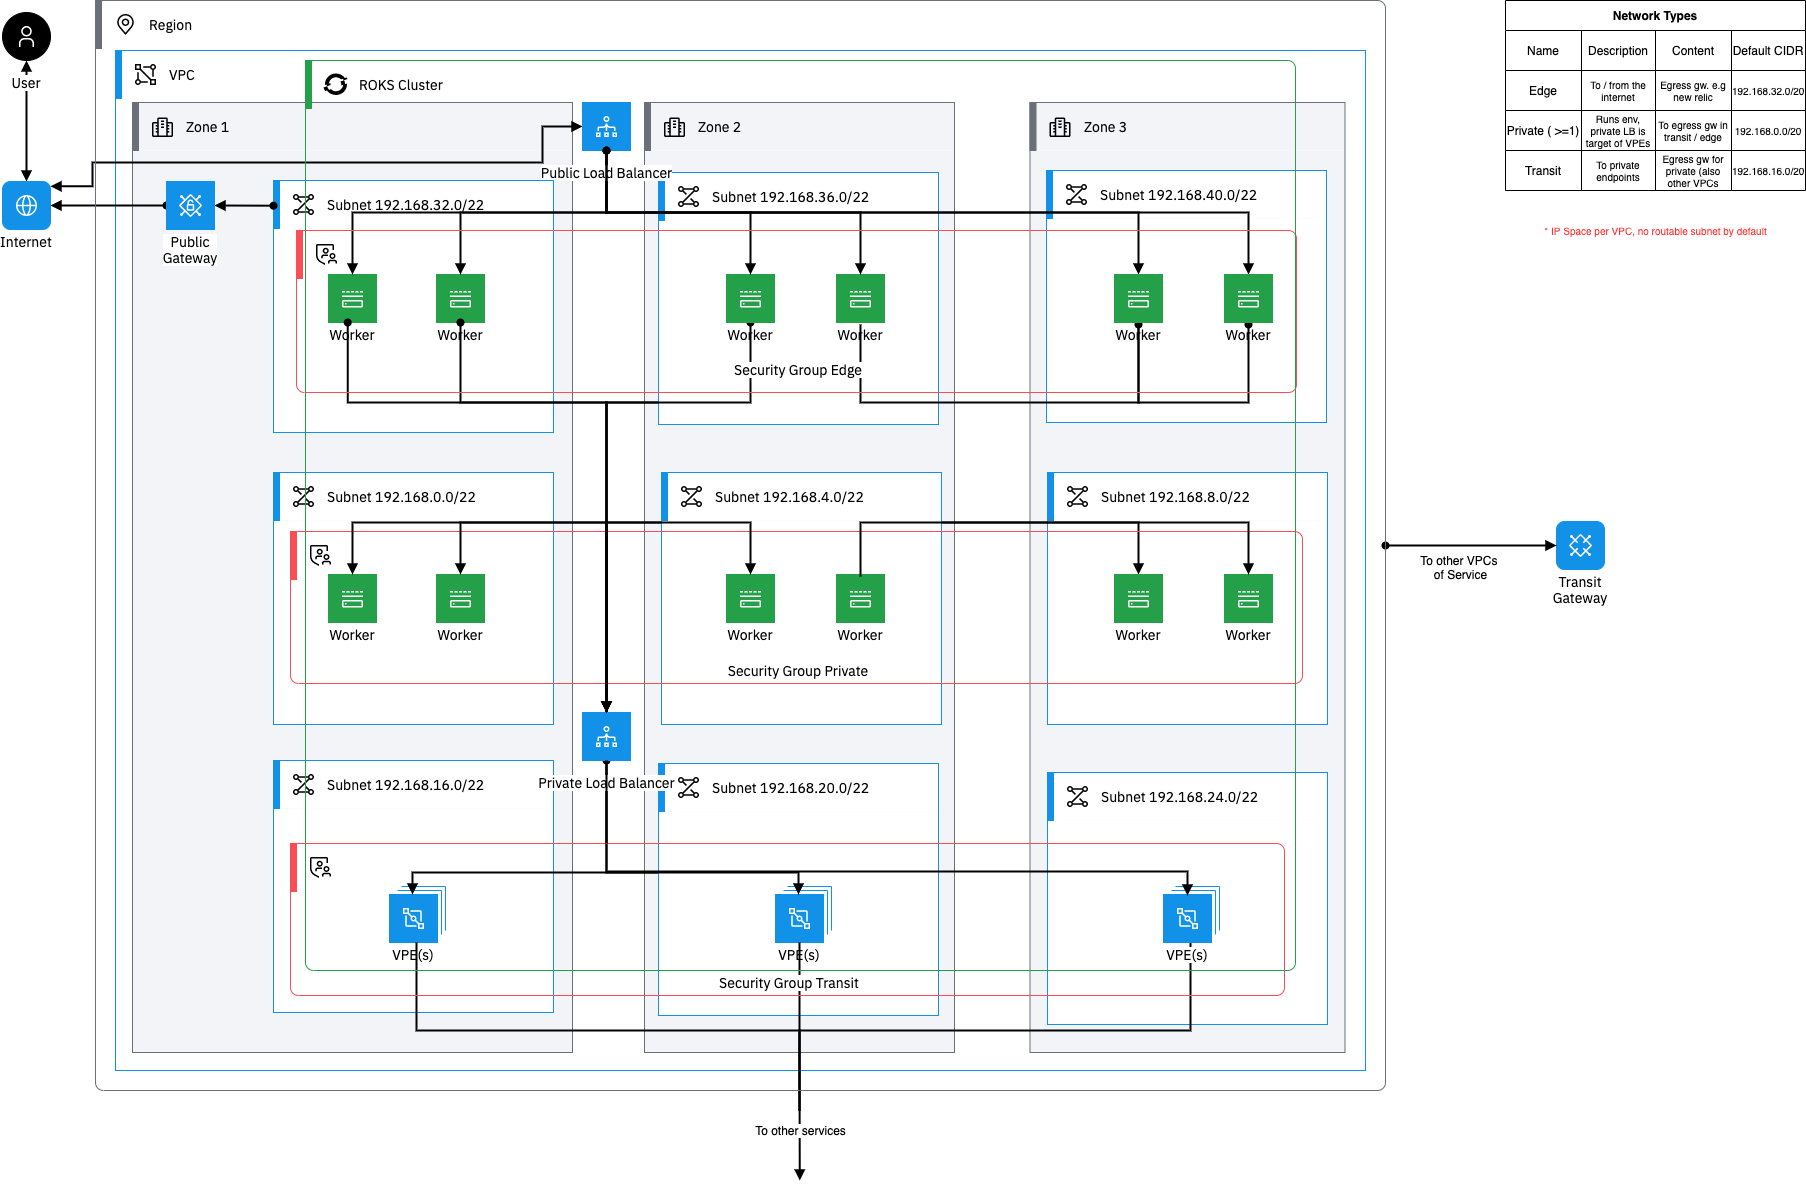 Region
User
VPC
ROKS Cluster
Zone 1
Zone 2
Zone 3
Public Load Balancer
Subnet 192.168.32.0/22
Subnet 192.168.36.0/22
Subnet 192.168.40.0/22
Internet
Public
Gateway
Worker
Worker
Worker
Worker
Worker
Worker
Security Group Edge
Subnet 192.168.0.0/22
Subnet 192.168.4.0/22
Subnet 192.168.8.0/22
Worker
Worker
Worker
Worker
Worker
Worker
Security Group Private
Private Load Balancer
Subnet 192.168.16.0/22
Subnet 192.168.20.0/22
Subnet 192.168.24.0/22
VPE(s)
VPE(s)
VPE(s)
Security Group Transit
To other services
To other VPCs
of Service
Transit
Gateway
Network Types
Name
Description
Content
Default CIDR
Edge
To / from the
internet
Egress gw. e.g
new relic
192.168.32.0/20
Private ( >=1)
Runs env,
private LB is
target of VPEs
To egress gw in
transit / edge
192.168.0.0/20
Transit
To private
endpoints
Egress gw for
private (also
other VPCs
192.168.16.0/20
* IP Space per VPC, no routable subnet by default